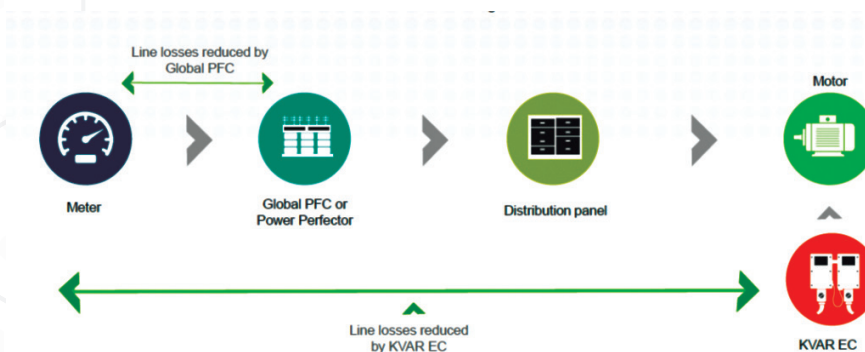 Line losses reduced by
Global PFC
Motor
Meter
Global PFC or
Power Perfector
Distribution panel
Line losses reduced
by KVAR EC
KVAR EC